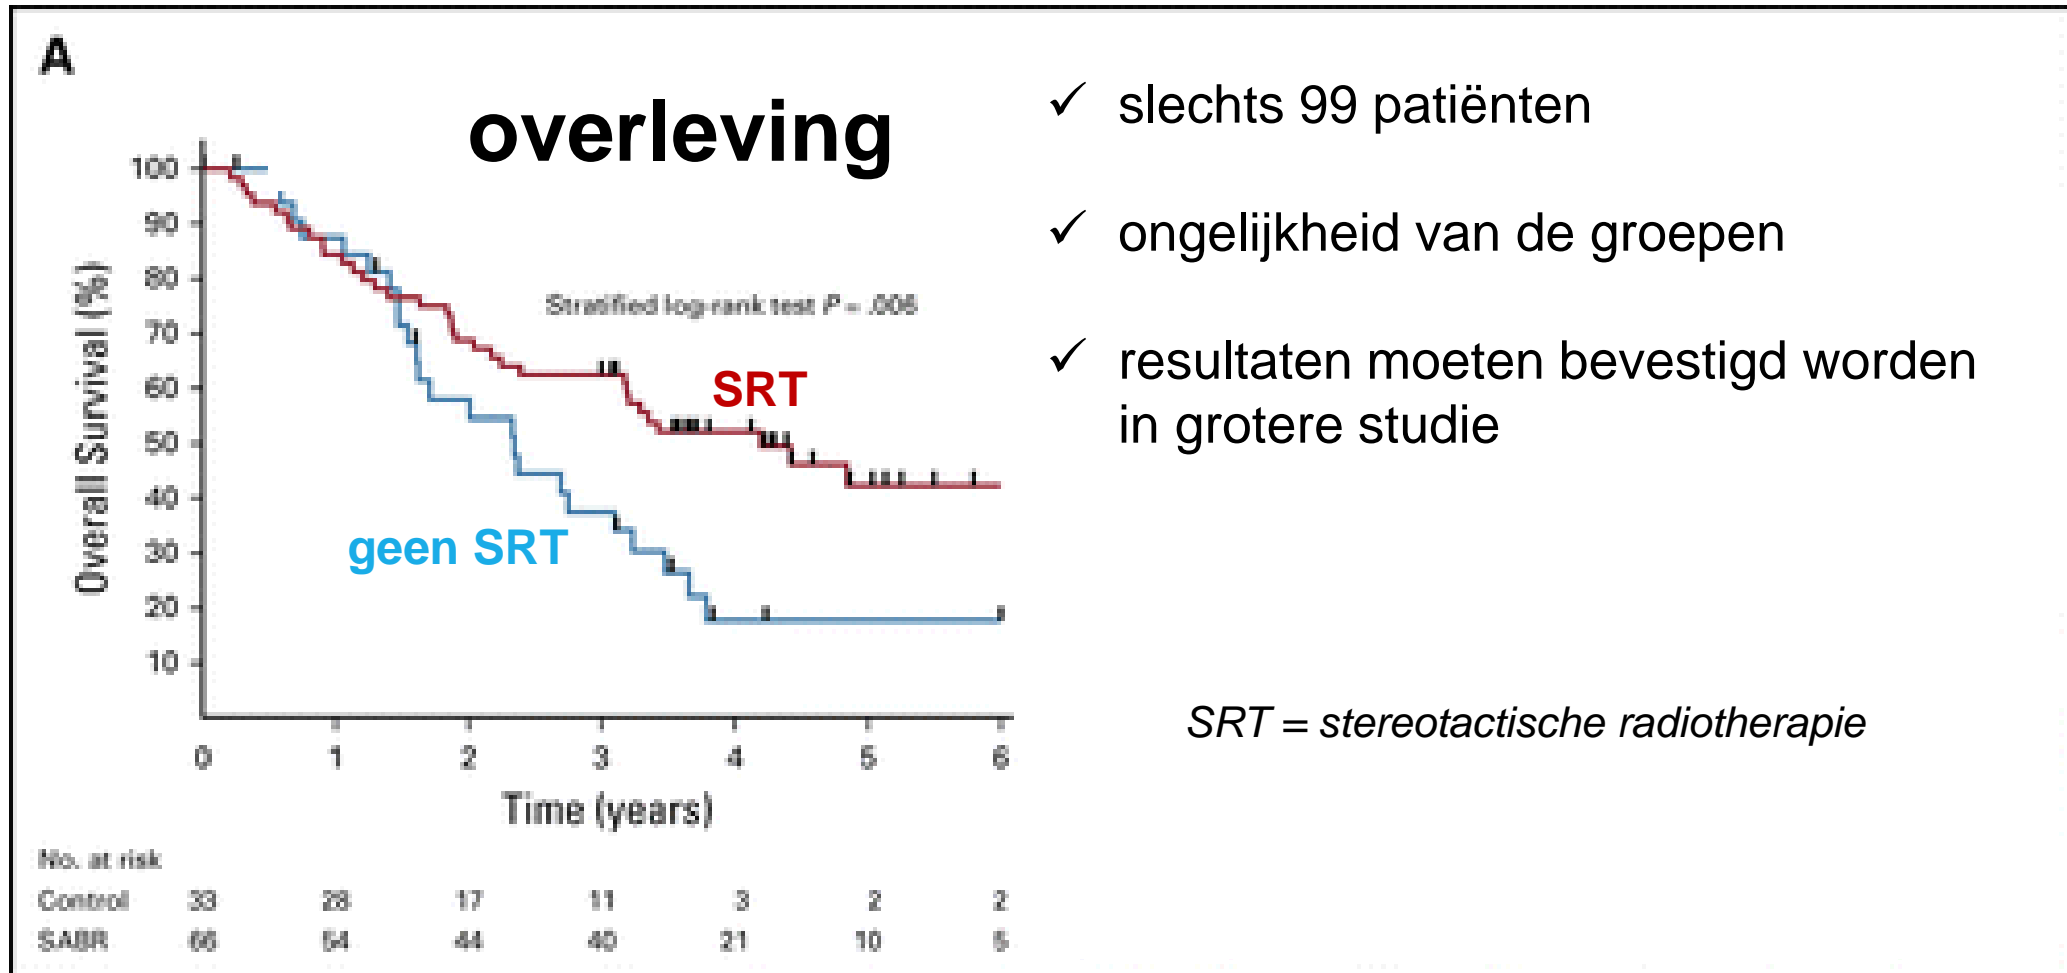 A
overleving
100
90
80
70
60
50
40
30
20
10
Overall Survival (%)
Stratified log-rank test P = .006
SRT
geen SRT
0 1 2 3 4 5 6
Time (years)
No. at risk
Control 33 28 17 11 3 2 2
SABR 66 54 44 40 21 10 5
✓ slechts 99 patiënten
✓ ongelijkheid van de groepen
✓ resultaten moeten bevestigd worden
in grotere studie
SRT = stereotactische radiotherapie